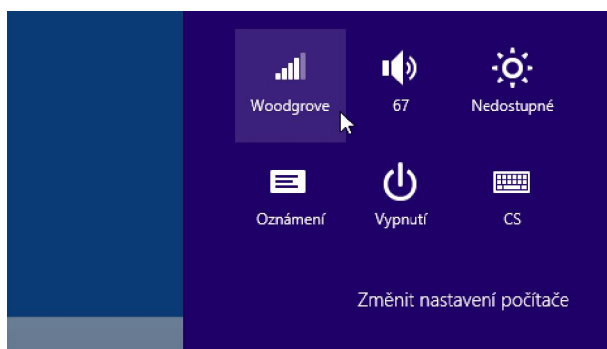 Woodgrove
67
Nedostupné
Oznámení
Vypnutí
CS
Změnit nastavení počítače